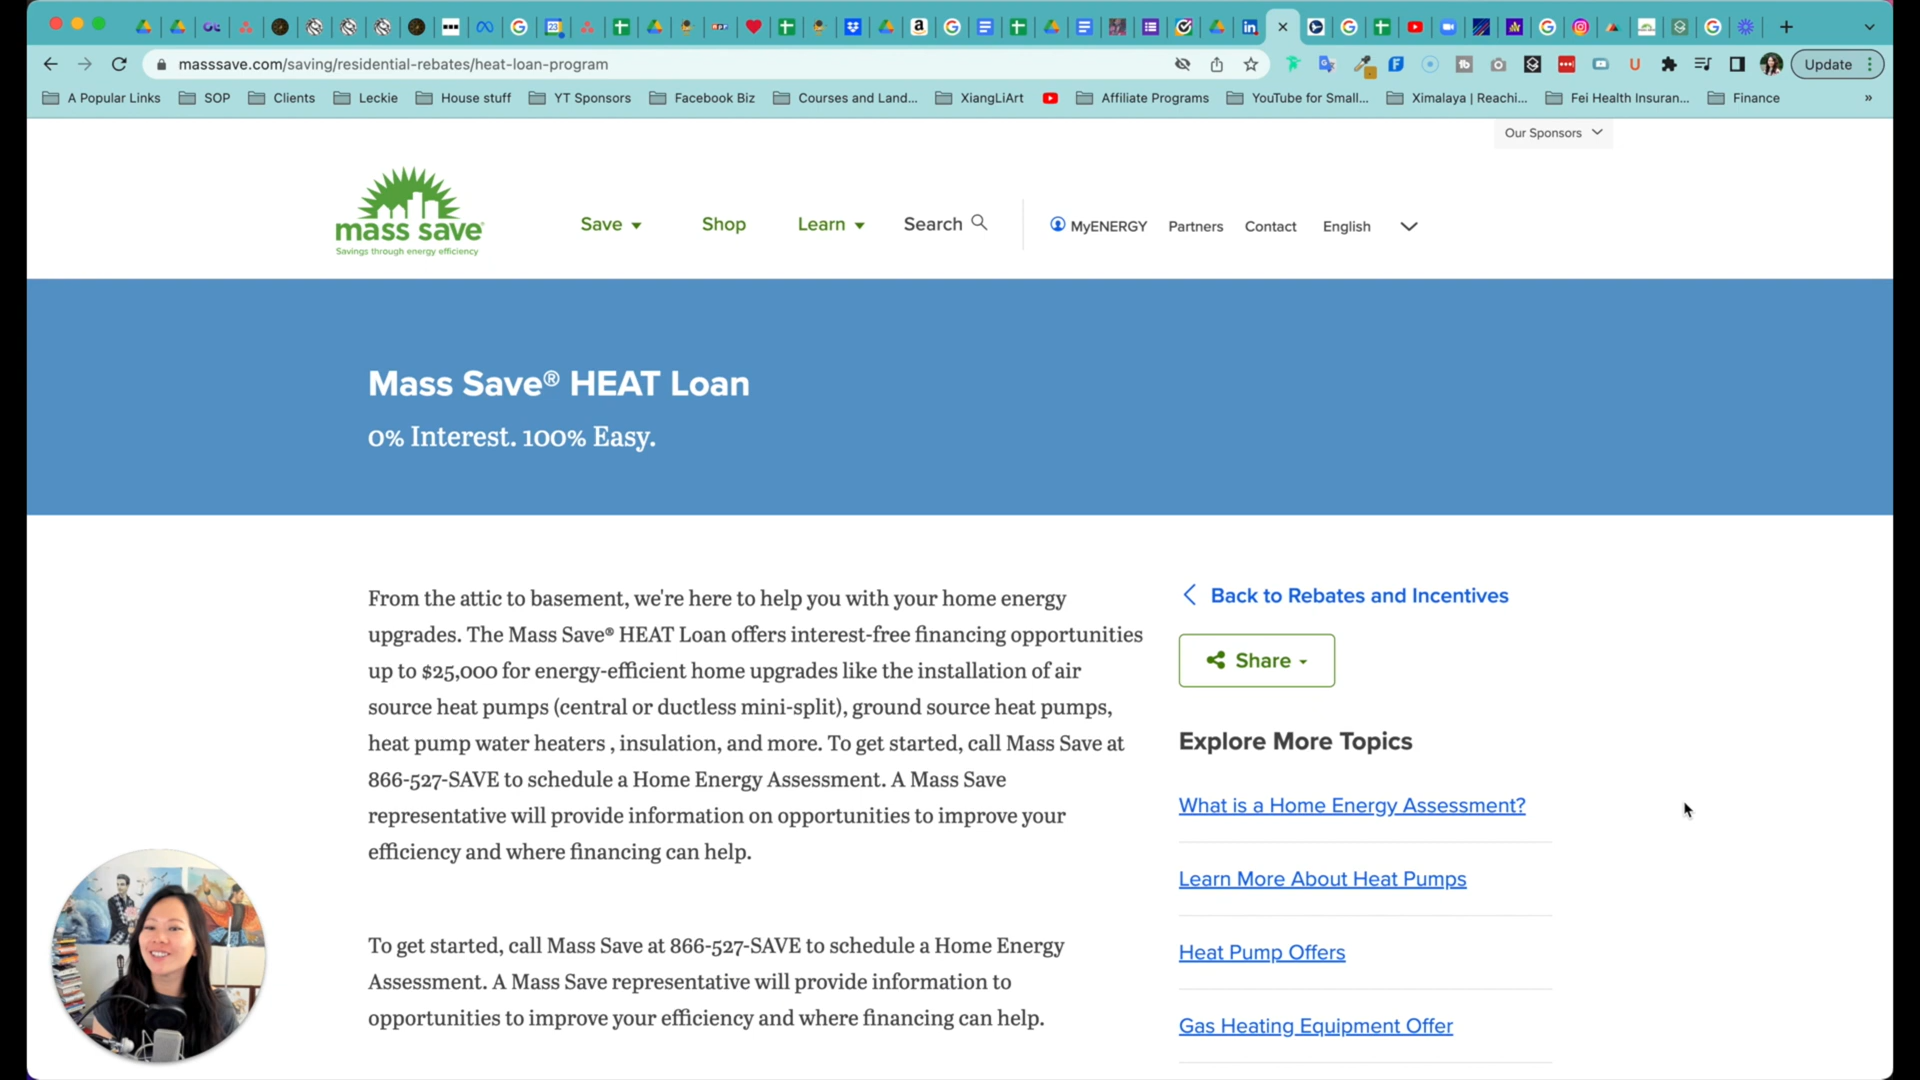 masssave.com/saving/residential-rebates/heat-loan-program
Update
A Popular Links
SOP
Clients
Leckie
House stuff
YT Sponsors
Facebook Biz
Courses and Land...
XiangLiArt
Affiliate Programs
YouTube for Small...
Ximalaya | Reachi...
Fei Health Insuran...
Finance
»
Our Sponsors
mass save
Savings through energy efficiency
Save
Shop
Learn
Search
MyENERGY
Partners
Contact
English
Mass Save® HEAT Loan
0% Interest. 100% Easy.
From the attic to basement, we're here to help you with your home energy
upgrades. The Mass Save® HEAT Loan offers interest-free financing opportunities
up to $25,000 for energy-efficient home upgrades like the installation of air
source heat pumps (central or ductless mini-split), ground source heat pumps,
heat pump water heaters , insulation, and more. To get started, call Mass Save at
866-527-SAVE to schedule a Home Energy Assessment. A Mass Save
representative will provide information on opportunities to improve your
efficiency and where financing can help.
To get started, call Mass Save at 866-527-SAVE to schedule a Home Energy
Assessment. A Mass Save representative will provide information to
opportunities to improve your efficiency and where financing can help.
Back to Rebates and Incentives
Share
Explore More Topics
What is a Home Energy Assessment?
Learn More About Heat Pumps
Heat Pump Offers
Gas Heating Equipment Offer